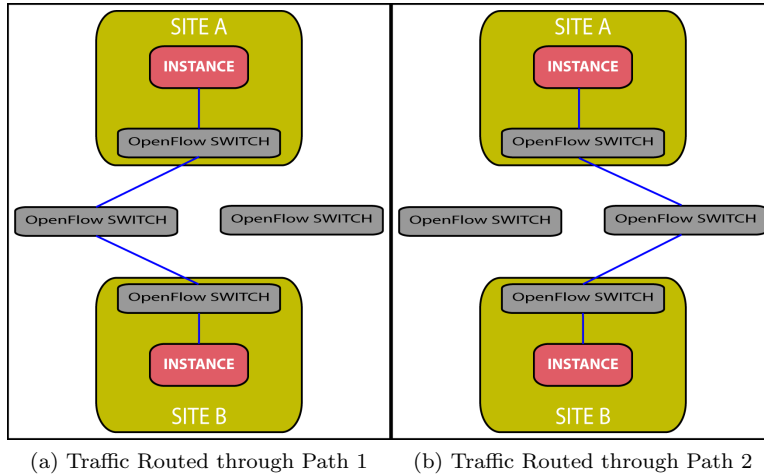 SITE A
INSTANCE
OpenFlow SWITCH
OpenFlow SWITCH
OpenFlow SWITCH
OpenFlow SWITCH
INSTANCE
SITE B
(a) Traffic Routed through Path 1
SITE A
INSTANCE
OpenFlow SWITCH
OpenFlow SWITCH
OpenFlow SWITCH
OpenFlow SWITCH
INSTANCE
SITE B
(b) Traffic Routed through Path 2